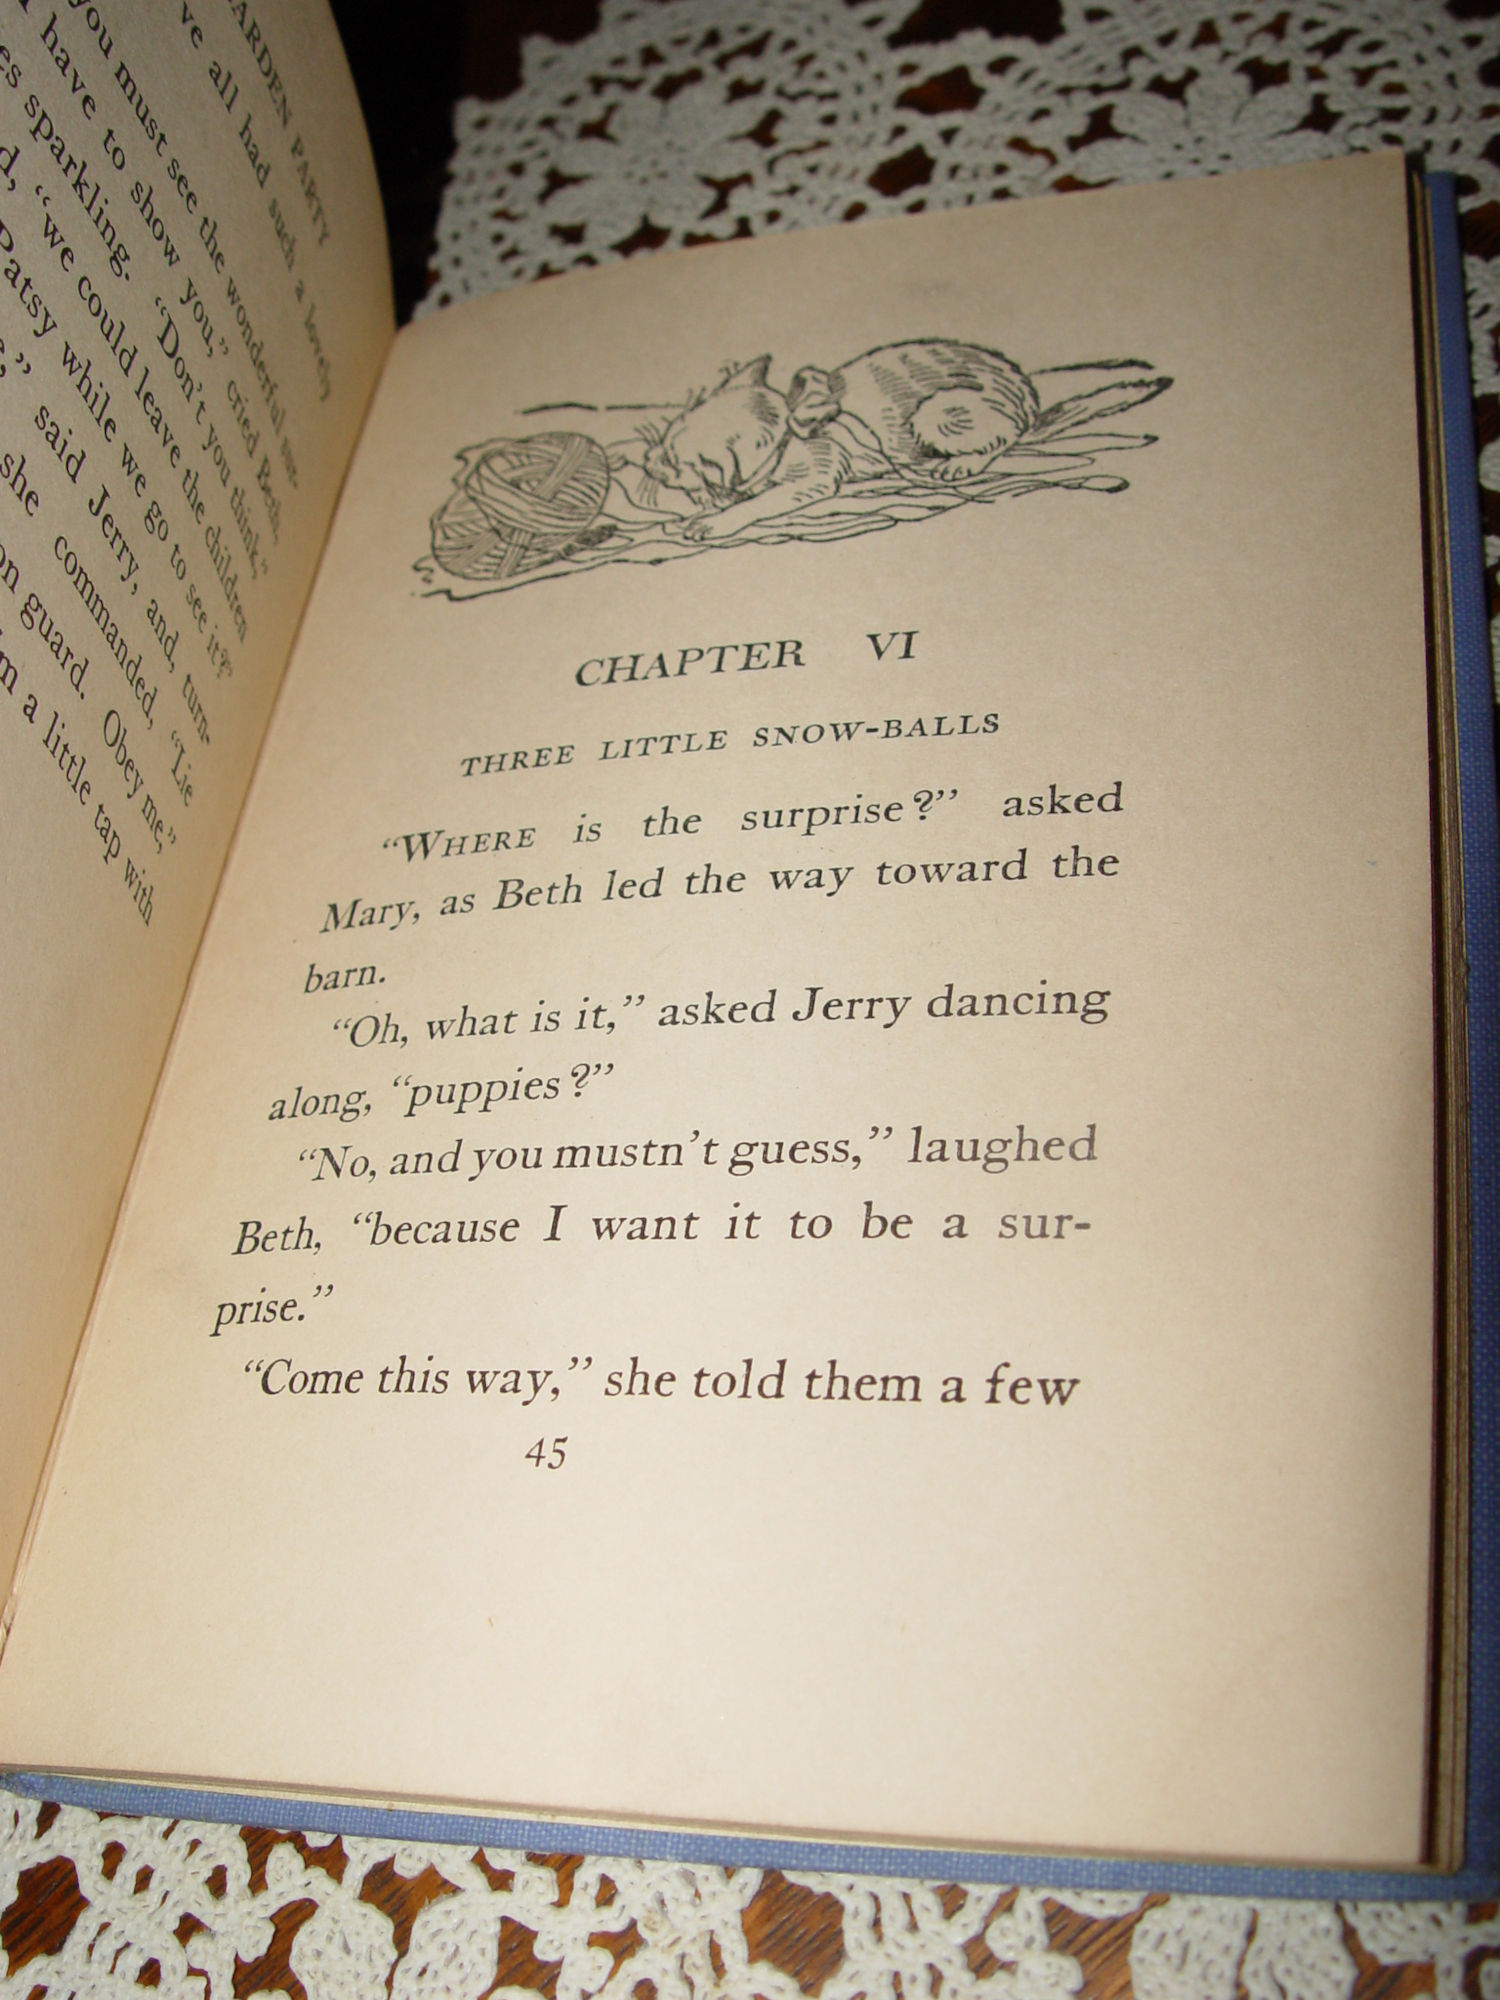 GARDEN PARTY
ve all had such a lovely
you must see the wonderful sur-
have to show you," cried Beth,
es sparkling. "Don't you think,"
d, "we could leave the children
Patsy while we go to see it?"
," said Jerry, and, turn-
she commanded, "Lie
on guard. Obey me,"
m a little tap with
CHAPTER VI
THREE LITTLE SNOW-BALLS
"WHERE is the surprise?" asked
Mary, as Beth led the way toward the
barn.
"Oh, what is it," asked Jerry dancing
along, "puppies?"
"No, and you mustn't guess," laughed
Beth, "because I want it to be a sur-
prise."
"Come this way," she told them a few
45